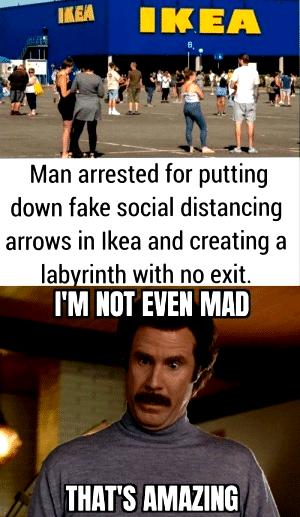 IKEA
IKEA
Man arrested for putting
down fake social distancing
arrows in Ikea and creating a
labyrinth with no exit.
I'M NOT EVEN MAD
THAT'S AMAZING